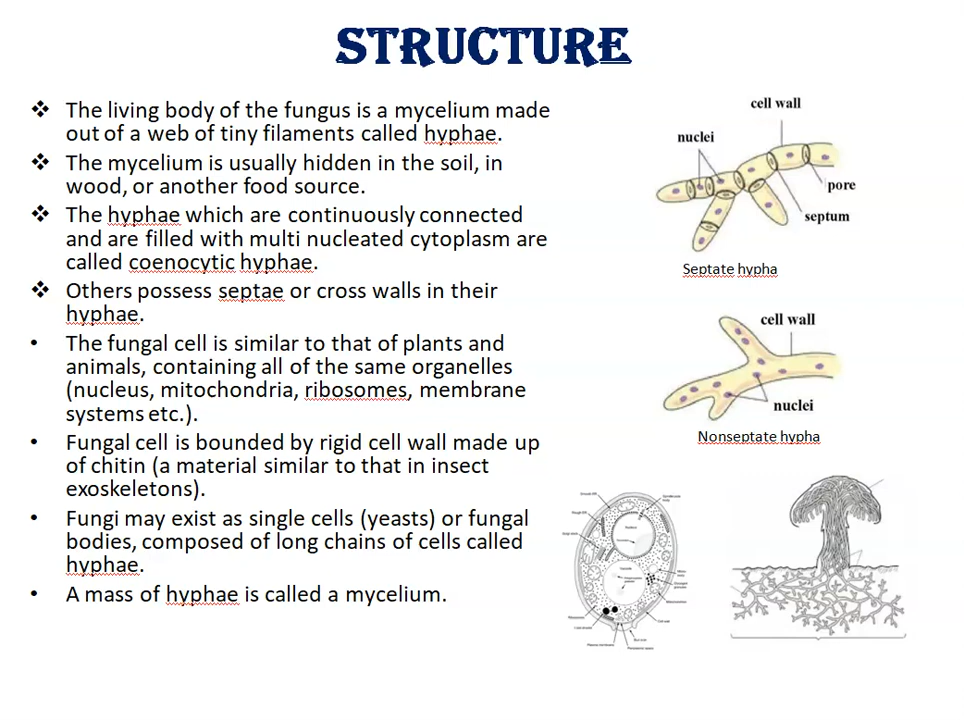 STRUCTURE
❖ The living body of the fungus is a mycelium made
out of a web of tiny filaments called hyphae.
❖ The mycelium is usually hidden in the soil, in
wood, or another food source.
❖ The hyphae which are continuously connected
and are filled with multi nucleated cytoplasm are
called coenocytic hyphae.
❖ Others possess septae or cross walls in their
hyphae.
• The fungal cell is similar to that of plants and
animals, containing all of the same organelles
(nucleus, mitochondria, ribosomes, membrane
systems etc.).
• Fungal cell is bounded by rigid cell wall made up
of chitin (a material similar to that in insect
exoskeletons).
• Fungi may exist as single cells (yeasts) or fungal
bodies, composed of long chains of cells called
hyphae.
• A mass of hyphae is called a mycelium.
cell wall
nuclei
pore
septum
Septate hypha
cell wall
nuclei
Nonseptate hypha